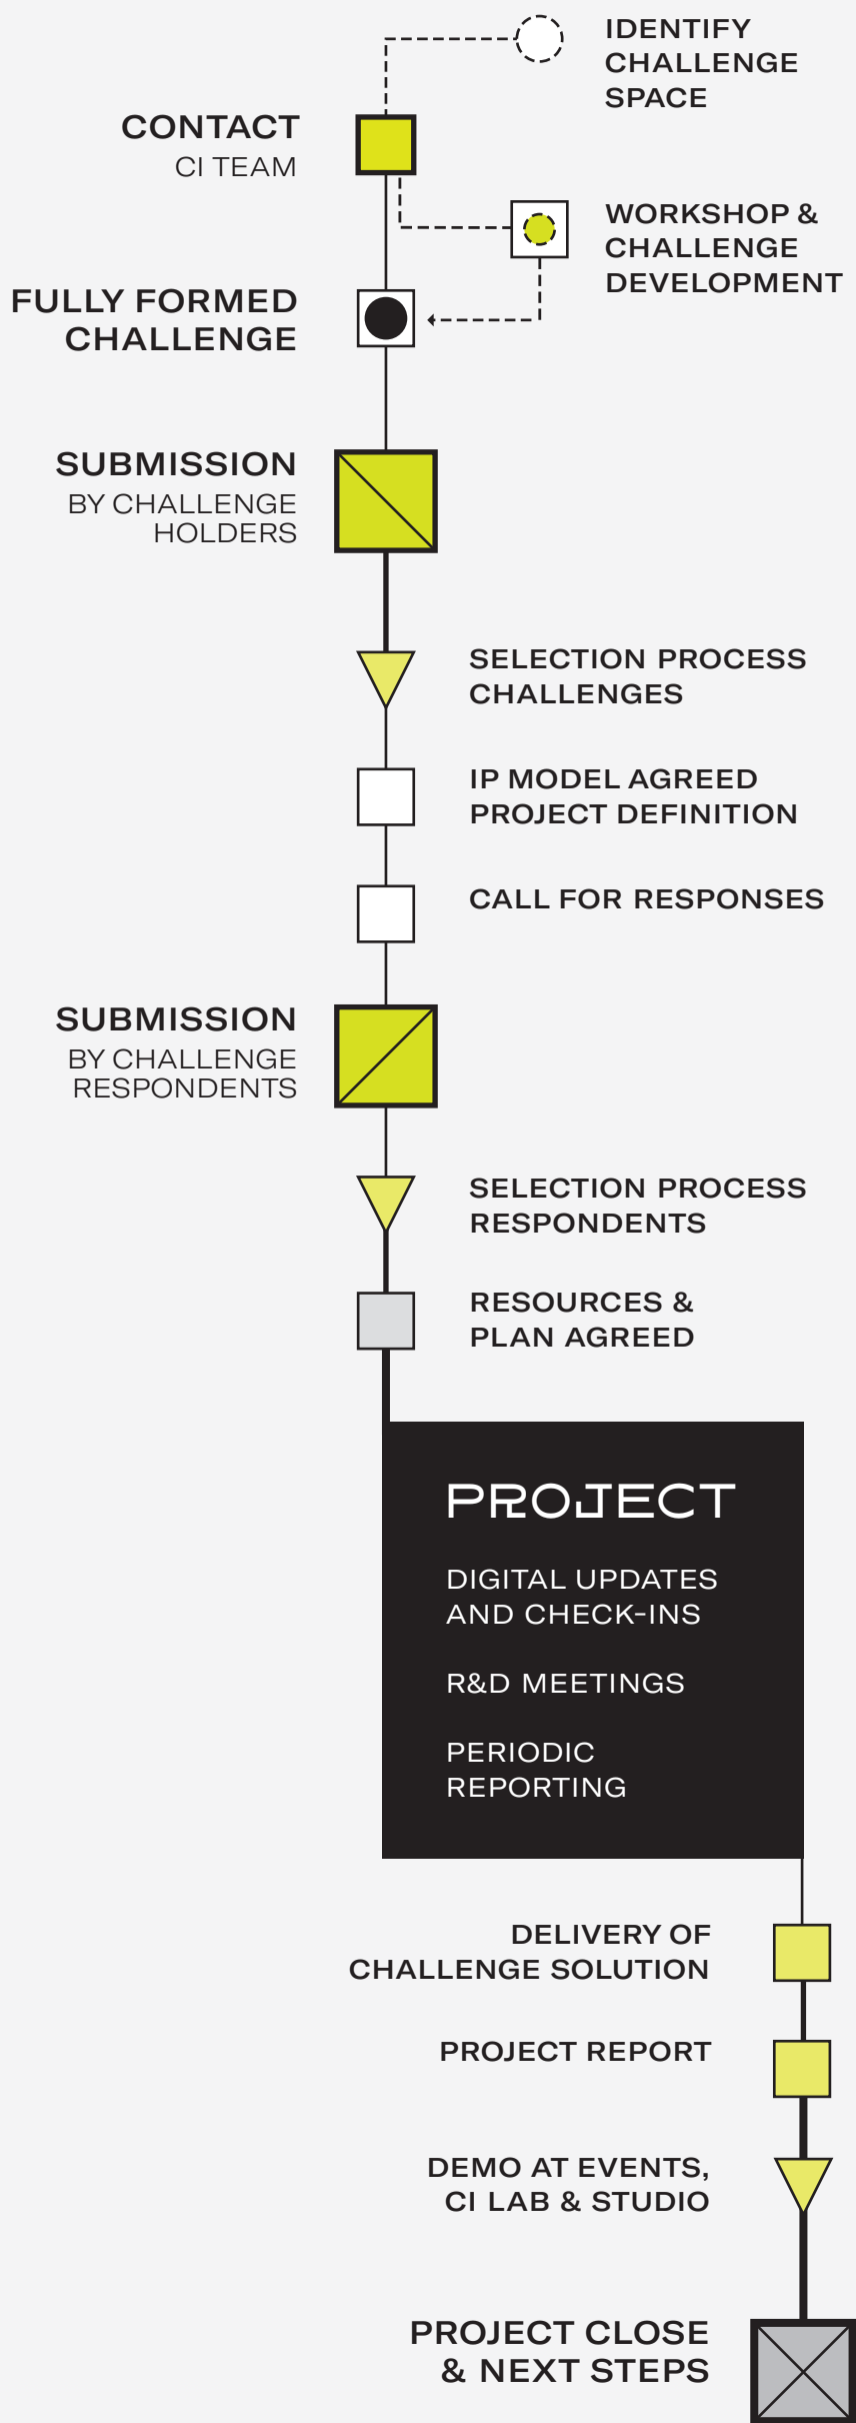 IDENTIFY
CHALLENGE
SPACE
CONTACT
CI TEAM
WORKSHOP &
CHALLENGE
DEVELOPMENT
FULLY FORMED
CHALLENGE
SUBMISSION
BY CHALLENGE
HOLDERS
SELECTION PROCESS
CHALLENGES
IP MODEL AGREED
PROJECT DEFINITION
CALL FOR RESPONSES
SUBMISSION
BY CHALLENGE
RESPONDENTS
SELECTION PROCESS
RESPONDENTS
RESOURCES &
PLAN AGREED
PROJECT
DIGITAL UPDATES
AND CHECK-INS
R&D MEETINGS
PERIODIC
REPORTING
DELIVERY OF
CHALLENGE SOLUTION
PROJECT REPORT
DEMO AT EVENTS,
CI LAB & STUDIO
PROJECT CLOSE
& NEXT STEPS